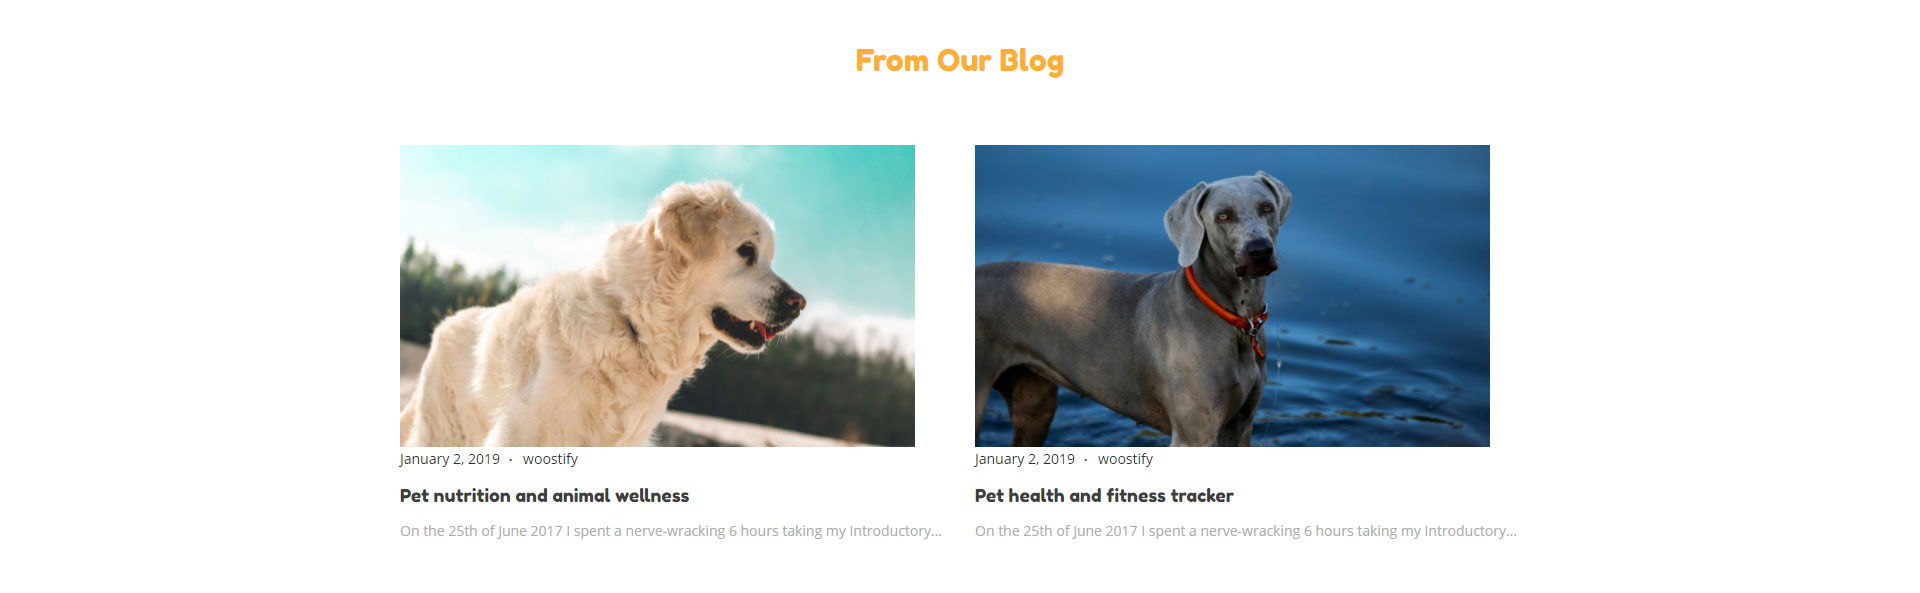 From Our Blog
January 2, 2019 · woostify
Pet nutrition and animal wellness
On the 25th of June 2017 I spent a nerve-wracking 6 hours taking my Introductory...
January 2, 2019 · woostify
Pet health and fitness tracker
On the 25th of June 2017 I spent a nerve-wracking 6 hours taking my Introductory...